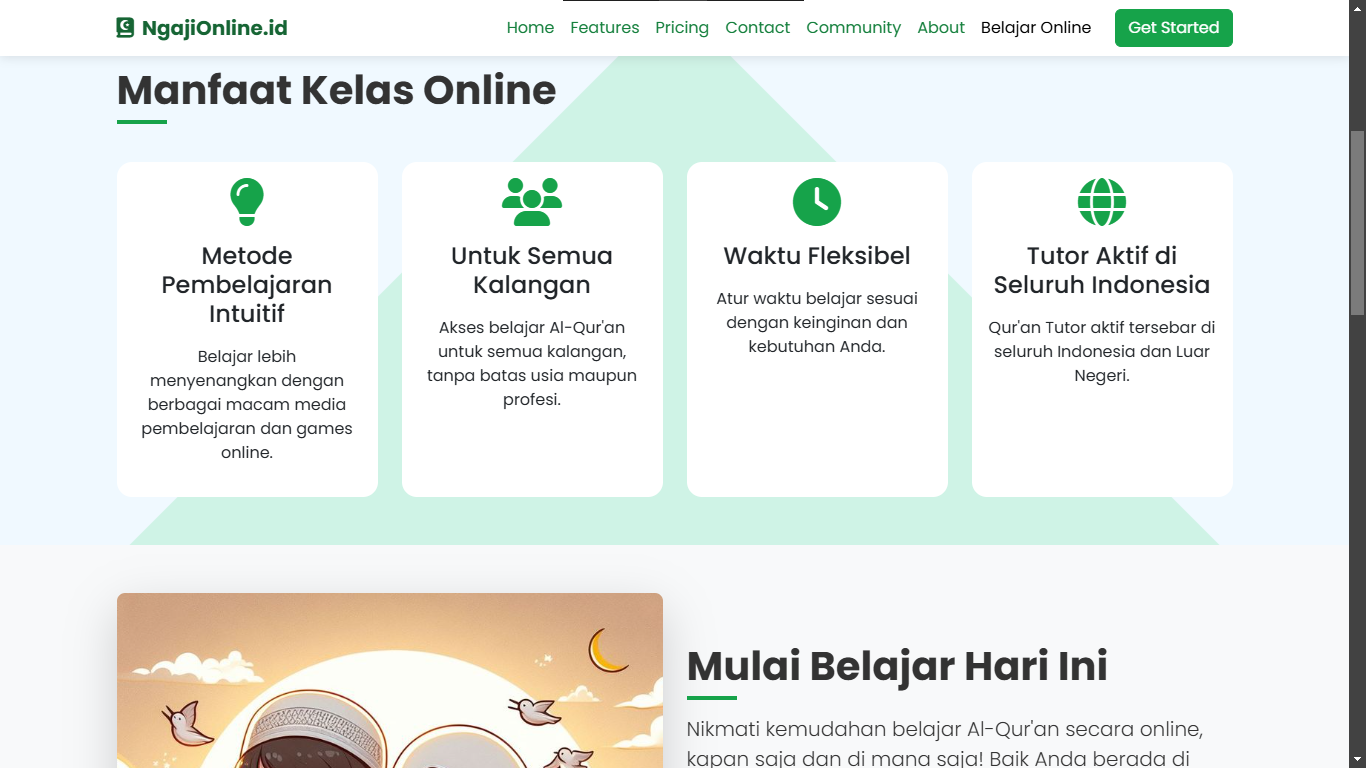 NgajiOnline.id
Home Features Pricing Contact Community About Belajar Online Get Started
Manfaat Kelas Online
Metode
Pembelajaran
Intuitif
Belajar lebih
menyenangkan dengan
berbagai macam media
pembelajaran dan games
online.
Untuk Semua
Kalangan
Akses belajar Al-Qur'an
untuk semua kalangan,
tanpa batas usia maupun
profesi.
Waktu Fleksibel
Atur waktu belajar sesuai
dengan keinginan dan
kebutuhan Anda.
Tutor Aktif di
Seluruh Indonesia
Qur'an Tutor aktif tersebar di
seluruh Indonesia dan Luar
Negeri.
Mulai Belajar Hari Ini
Nikmati kemudahan belajar Al-Qur'an secara online,
kapan saja dan di mana saja! Baik Anda berada di